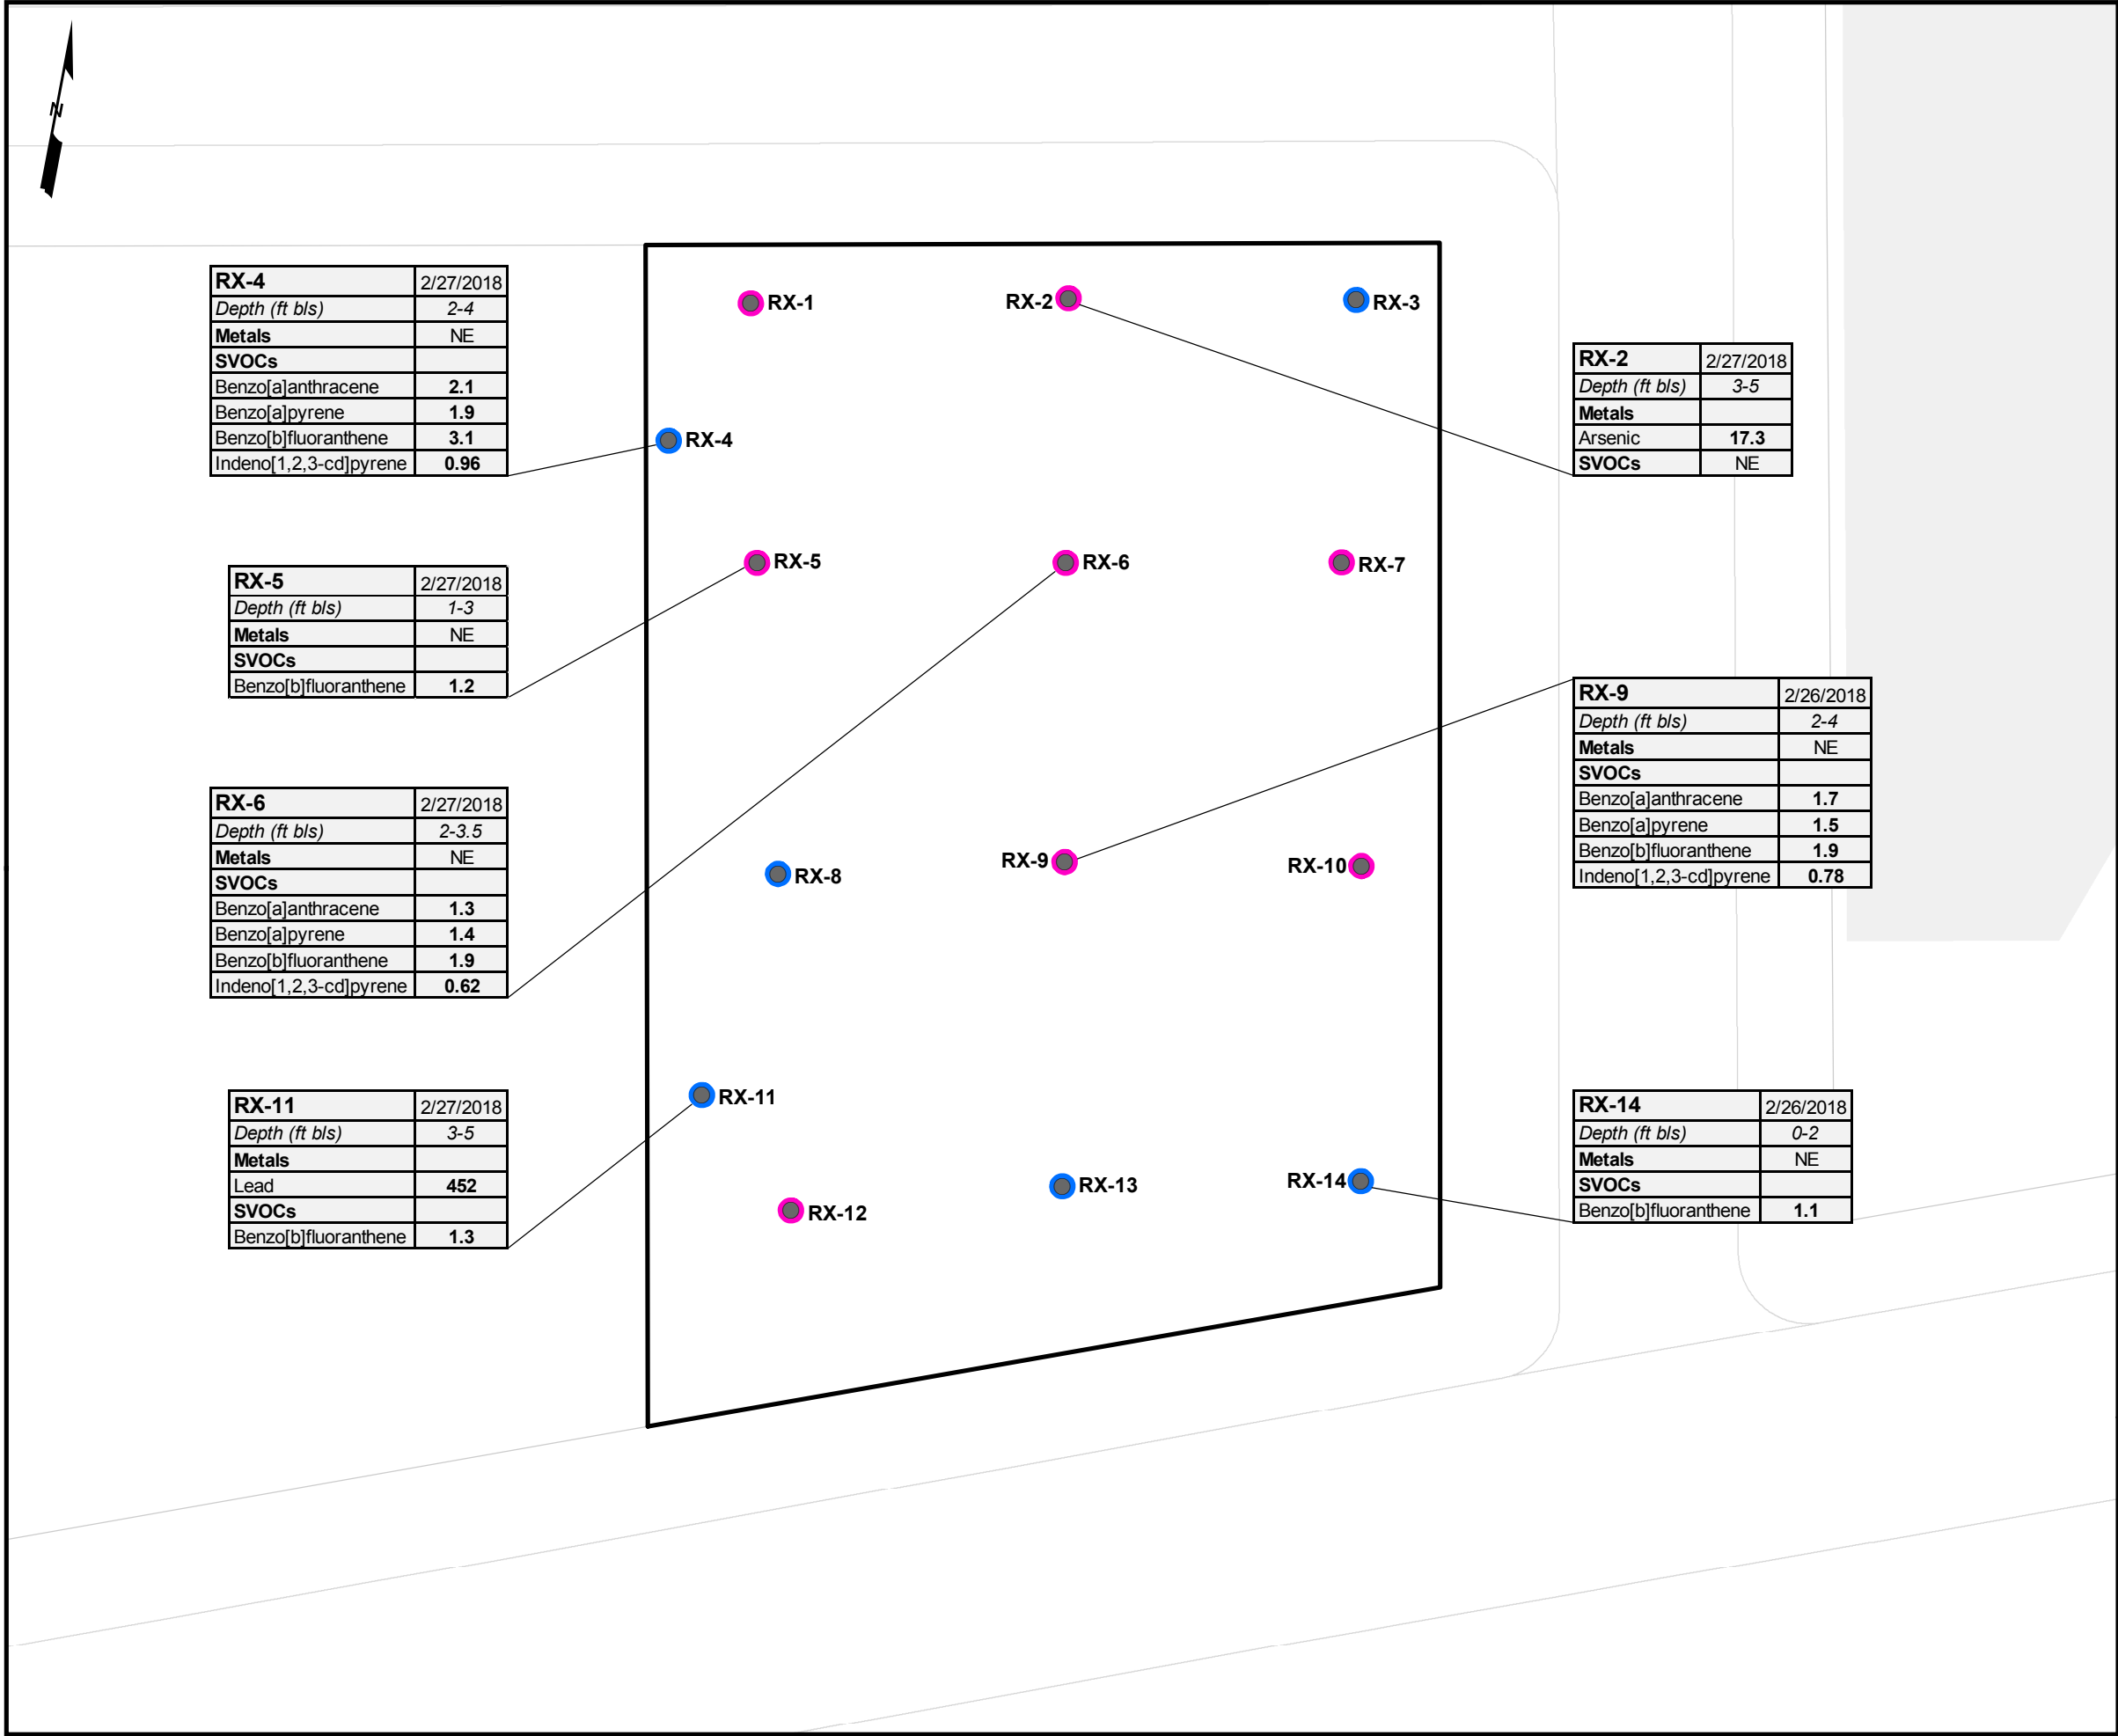 N
RX-4 2/27/2018
Depth (ft bls) 2-4
Metals NE
SVOCs
Benzo[a]anthracene 2.1
Benzo[a]pyrene 1.9
Benzo[b]fluoranthene 3.1
Indeno[1,2,3-cd]pyrene 0.96
RX-5 2/27/2018
Depth (ft bls) 1-3
Metals NE
SVOCs
Benzo[b]fluoranthene 1.2
RX-6 2/27/2018
Depth (ft bls) 2-3.5
Metals NE
SVOCs
Benzo[a]anthracene 1.3
Benzo[a]pyrene 1.4
Benzo[b]fluoranthene 1.9
Indeno[1,2,3-cd]pyrene 0.62
RX-11 2/27/2018
Depth (ft bls) 3-5
Metals
Lead 452
SVOCs
Benzo[b]fluoranthene 1.3
RX-1
RX-2
RX-3
RX-4
RX-5
RX-6
RX-7
RX-8
RX-9
RX-10
RX-11
RX-12
RX-13
RX-14
RX-2 2/27/2018
Depth (ft bls) 3-5
Metals
Arsenic 17.3
SVOCs NE
RX-9 2/26/2018
Depth (ft bls) 2-4
Metals NE
SVOCs
Benzo[a]anthracene 1.7
Benzo[a]pyrene 1.5
Benzo[b]fluoranthene 1.9
Indeno[1,2,3-cd]pyrene 0.78
RX-14 2/26/2018
Depth (ft bls) 0-2
Metals NE
SVOCs
Benzo[b]fluoranthene 1.1